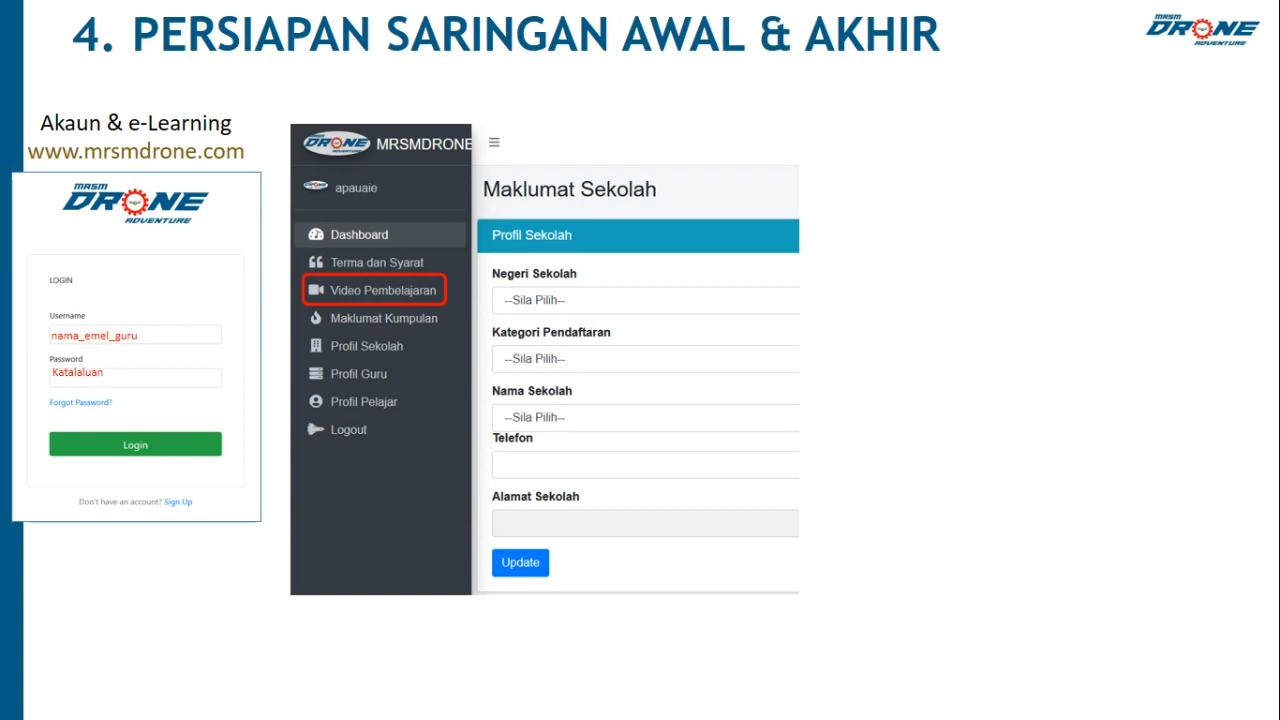 4. PERSIAPAN SARINGAN AWAL & AKHIR
MRSM
DRONE
ADVENTURE
Akaun & e-Learning
www.mrsmdrone.com
MRSM
DRONE
ADVENTURE
LOGIN
Username
nama_emel_guru
Password
Katalaluan
Forgot Password?
Login
Don't have an account? Sign Up
MRSM
DRONE
ADVENTURE
MRSMDRONE
apauaie
Dashboard
Terma dan Syarat
Video Pembelajaran
Maklumat Kumpulan
Profil Sekolah
Profil Guru
Profil Pelajar
Logout
Maklumat Sekolah
Profil Sekolah
Negeri Sekolah
--Sila Pilih--
Kategori Pendaftaran
--Sila Pilih--
Nama Sekolah
--Sila Pilih--
Telefon
Alamat Sekolah
Update